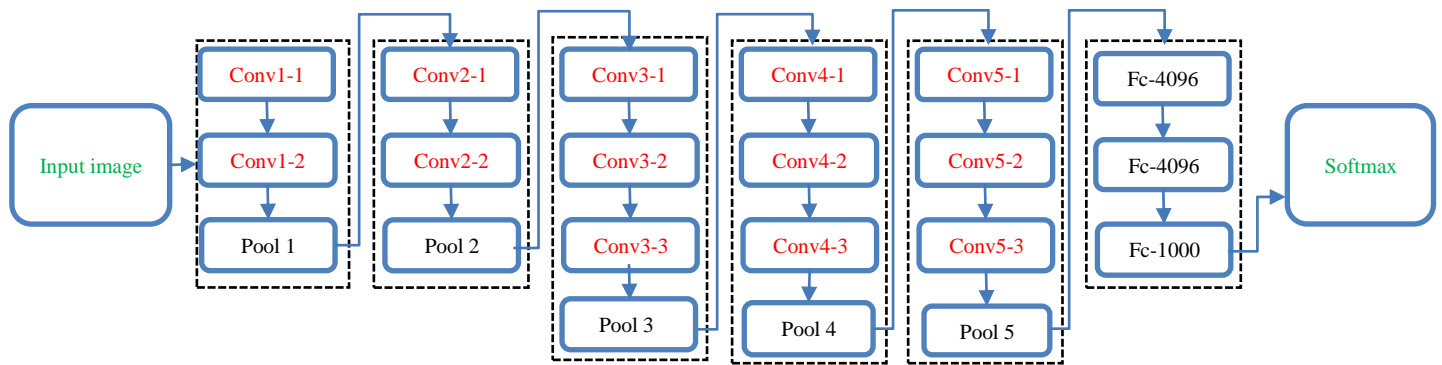 Input image
Conv1-1
Conv1-2
Pool 1
Conv2-1
Conv2-2
Pool 2
Conv3-1
Conv3-2
Conv3-3
Pool 3
Conv4-1
Conv4-2
Conv4-3
Pool 4
Conv5-1
Conv5-2
Conv5-3
Pool 5
Fc-4096
Fc-4096
Fc-1000
Softmax